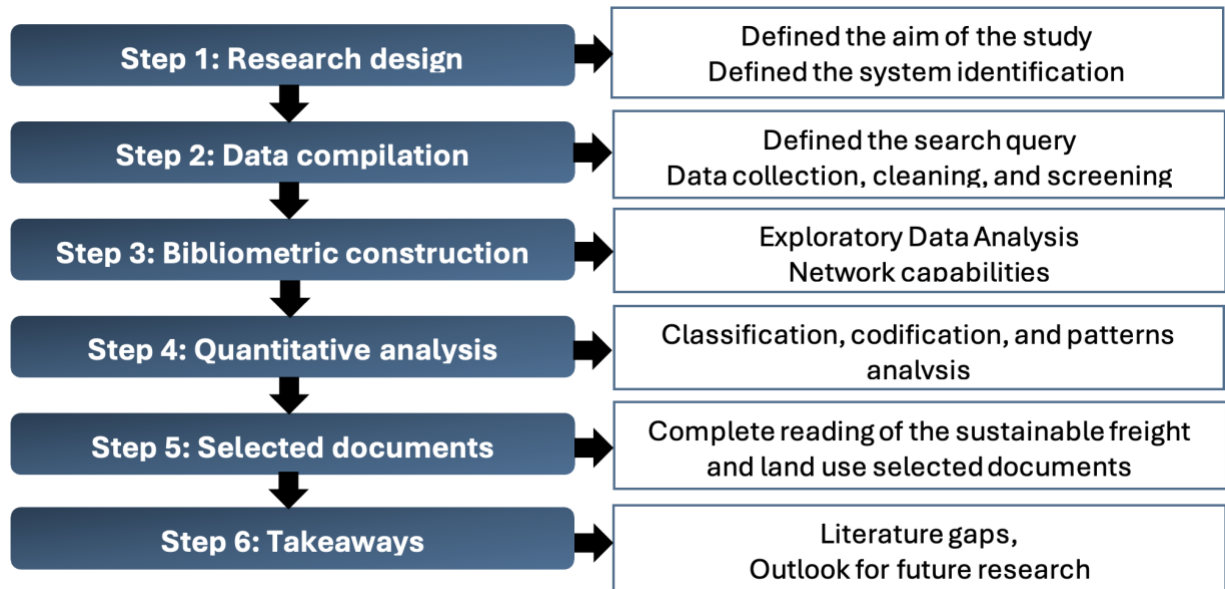 Step 1: Research design
Defined the aim of the study
Defined the system identification
Step 2: Data compilation
Defined the search query
Data collection, cleaning, and screening
Step 3: Bibliometric construction
Exploratory Data Analysis
Network capabilities
Step 4: Quantitative analysis
Classification, codification, and patterns
analysis
Step 5: Selected documents
Complete reading of the sustainable freight
and land use selected documents
Step 6: Takeaways
Literature gaps,
Outlook for future research